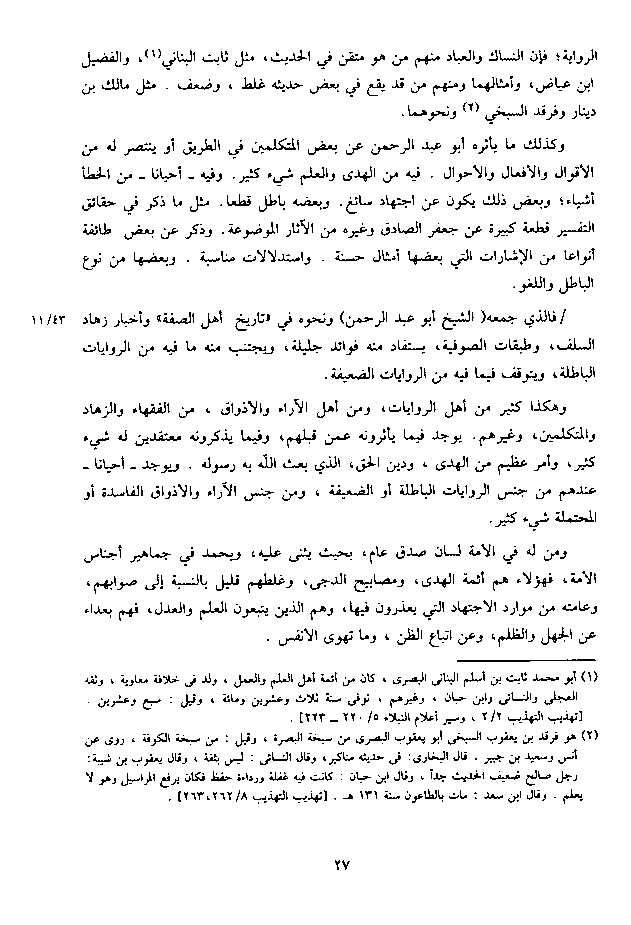 الرواية؛ فإن النساك والعباد منهم من هو متقن في الحديث، مثل ثابت البناني(١)، والفضيل
ابن عياض، وأمثالهما ومنهم من قد يقع في بعض حديثه غلط ، وضعف . مثل مالك بن
دينار وفرقد السبخي (٢) ونحوهما.
وكذلك ما يأثره أبو عبد الرحمن عن بعض المتكلمين في الطريق أو ينتصر له من
الأقوال والأفعال والأحوال . فيه من الهدى والعلم شيء كثير. وفيه ـ أحيانا ـ من الخطأ
أشياء؛ وبعض ذلك يكون عن اجتهاد سائغ. وبعضه باطل قطعا. مثل ما ذكر في حقائق
التفسير قطعة كبيرة عن جعفر الصادق وغيره من الآثار الموضوعة. وذكر عن بعض طائفة
أنواعا من الإشارات التي بعضها أمثال حسنة . واستدلالات مناسبة . وبعضها من نوع
الباطل واللغو.
/ فالذي جمعه( الشيخ أبو عبد الرحمن) ونحوه في «تاريخ أهل الصفة» وأخبار زهاد ١١/٤٣
السلف، وطبقات الصوفية، يستفاد منه فوائد جليلة، ويجتنب منه ما فيه من الروايات
الباطلة، ويتوقف فيما فيه من الروايات الضعيفة.
وهكذا كثير من أهل الروايات، ومن أهل الآراء والأذواق ، من الفقهاء والزهاد
والمتكلمين، وغيرهم. يوجد فيما يأثرونه عمن قبلهم، وفيما يذكرونه معتقدين له شيء
كثير، وأمر عظيم من الهدى ، ودين الحق، الذي بعث الله به رسوله . ويوجد ـ أحيانا ـ
عندهم من جنس الروايات الباطلة أو الضعيفة ، ومن جنس الآراء والأذواق الفاسدة أو
المحتملة شيء كثير.
ومن له في الأمة لسان صدق عام، بحيث يثنى عليه، ويحمد في جماهير أجناس
الأمة، فهؤلاء هم أئمة الهدى، ومصابيح الدجى، وغلطهم قليل بالنسبة إلى صوابهم،
وعامته من موارد الاجتهاد التي يعذرون فيها، وهم الذين يتبعون العلم والعدل، فهم بعداء
عن الجهل والظلم، وعن اتباع الظن ، وما تهوى الأنفس .
(١) أبو محمد ثابت بن أسلم البنانى البصرى ، كان من أئمة أهل العلم والعمل ، ولد فى خلافة معاوية ، وثقه
العجلى والنسائى وابن حبان ، وغيرهم ، توفى سنة ثلاث وعشرين ومائة ، وقيل : سبع وعشرين .
[تهذيب التهذيب ٢/٢ ، وسير أعلام النبلاء ٥/ ٢٢٠ ـ ٢٢٣] .
(٢) هو فرقد بن يعقوب السبخى أبو يعقوب البصرى من سبخة البصرة ، وقيل : من سبخة الكوفة ، روى عن
أنس وسعيد بن جبير . قال البخارى: فى حديثه مناكير، وقال النسائى : ليس بثقة ، وقال يعقوب بن شيبة:
رجل صالح ضعيف الحديث جداً ، وقال ابن حبان : كانت فيه غفلة ورداءة حفظ فكان يرفع المراسيل وهو لا
يعلم . وقال ابن سعد : مات بالطاعون سنة ١٣١ هـ . [تهذيب التهذيب ٨/ ٢٦٢، ٢٦٣] .
٢٧